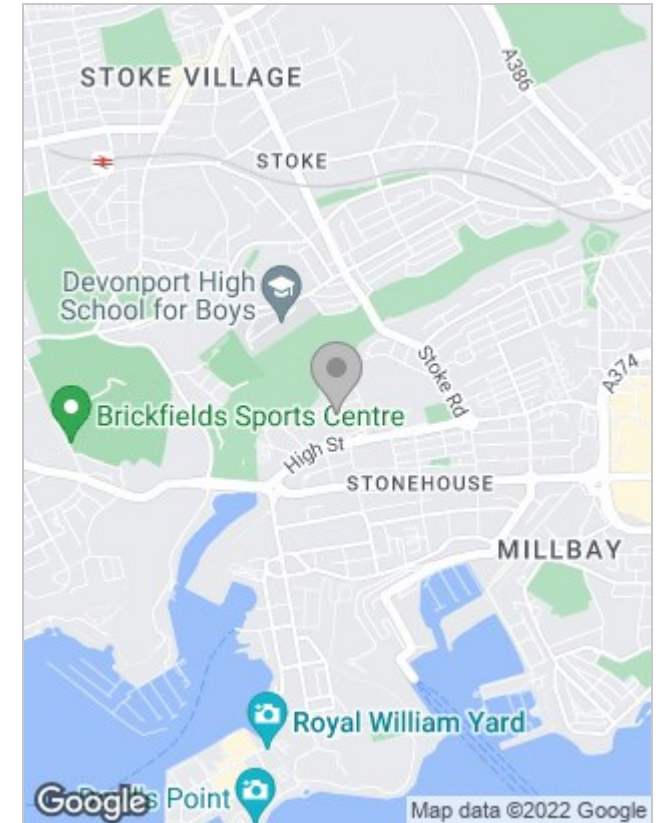 STOKE VILLAGE
A386
STOKE
Devonport High
School for Boys
Stoke Rd
A374
Brickfields Sports Centre
High St
STONEHOUSE
MILLBAY
Royal William Yard
Point
Google
Map data ©2022 Google